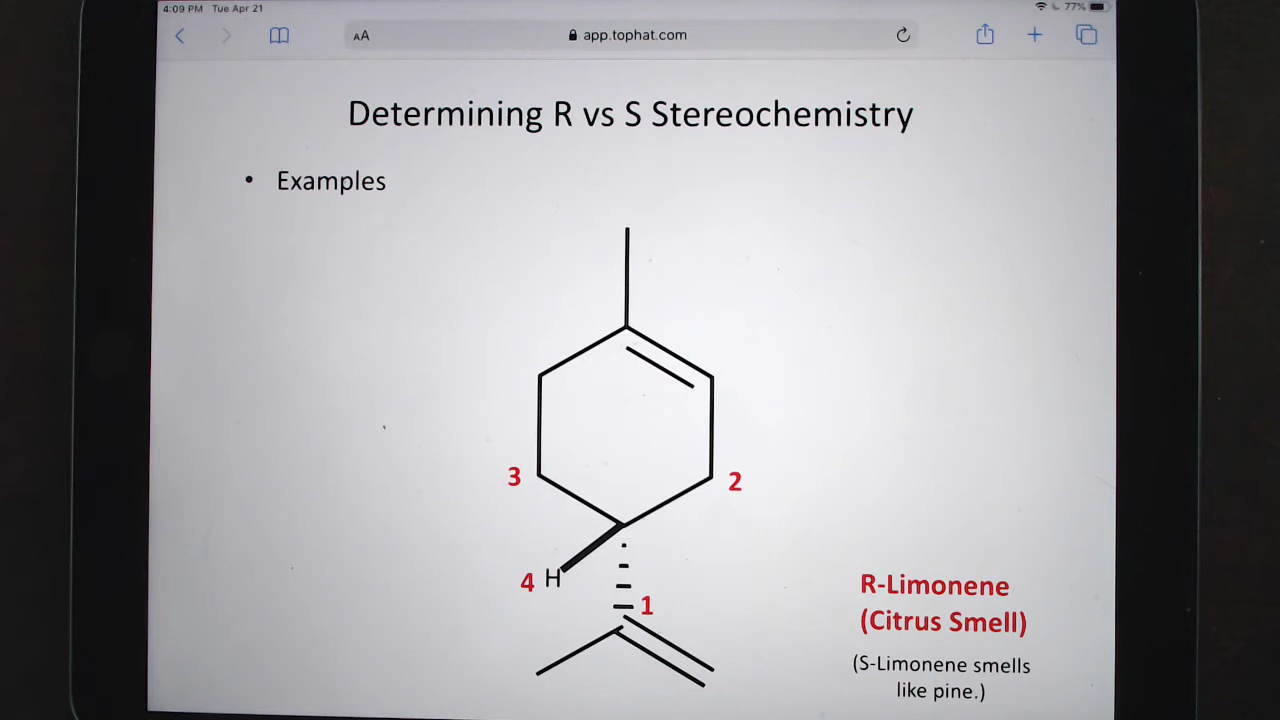 4:09 PM Tue Apr 21
77%
AA
app.tophat.com
Determining R vs S Stereochemistry
• Examples
3
2
4 H
1
R-Limonene
(Citrus Smell)
(S-Limonene smells
like pine.)